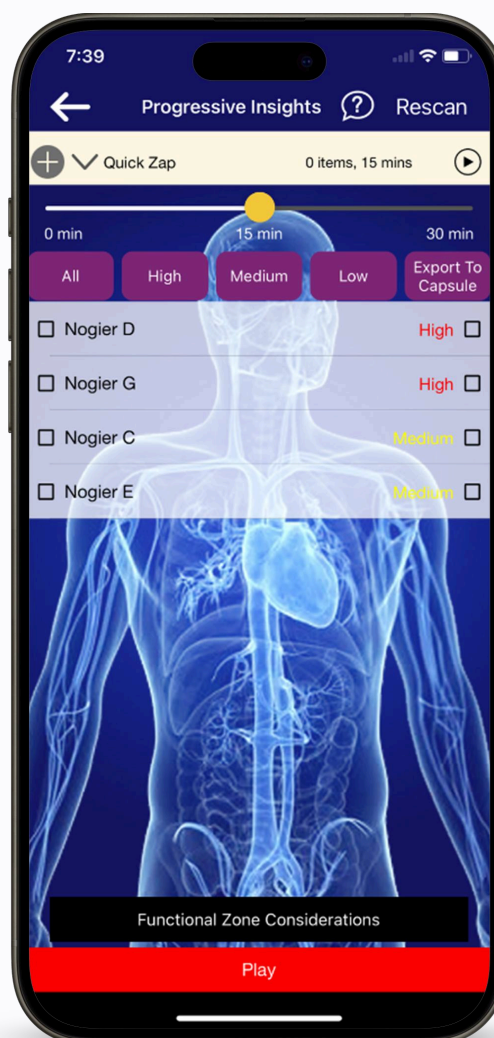 7:39
Progressive Insights ? Rescan
Quick Zap 0 items, 15 mins
0 min 15 min 30 min
All High Medium Low Export To
Capsule
Nogier D High
Nogier G High
Nogier C Medium
Nogier E Medium
Functional Zone Considerations
Play